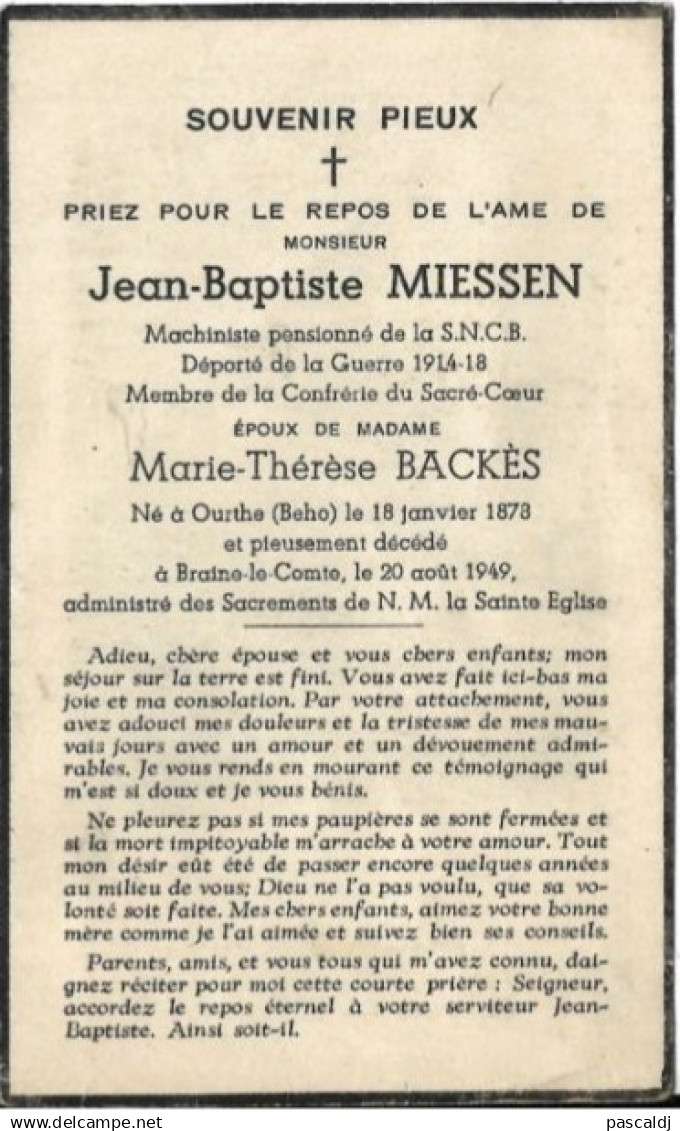 SOUVENIR PIEUX
†
PRIEZ POUR LE REPOS DE L'AME DE
MONSIEUR
Jean-Baptiste MIESSEN
Machiniste pensionné de la S.N.C.B.
Déporté de la Guerre 1914-18
Membre de la Confrérie du Sacré-Cœur
ÉPOUX DE MADAME
Marie-Thérèse BACKÈS
Né à Ourthe (Beho) le 18 janvier 1873
et pieusement décédé
à Braine-le-Comte, le 20 août 1949,
administré des Sacrements de N. M. la Sainte Eglise
Adieu, chère épouse et vous chers enfants; mon
séjour sur la terre est fini. Vous avez fait ici-bas ma
joie et ma consolation. Par votre attachement, vous
avez adouci mes douleurs et la tristesse de mes mau-
vais jours avec un amour et un dévouement admi-
rables. Je vous rends en mourant ce témoignage qui
m'est si doux et je vous bénis.
Ne pleurez pas si mes paupières se sont fermées et
si la mort impitoyable m'arrache à votre amour. Tout
mon désir eût été de passer encore quelques années
au milieu de vous; Dieu ne l'a pas voulu, que sa vo-
lonté soit faite. Mes chers enfants, aimez votre bonne
mère comme je l'ai aimée et suivez bien ses conseils.
Parents, amis, et vous tous qui m'avez connu, dai-
gnez réciter pour moi cette courte prière : Seigneur,
accordez le repos éternel à votre serviteur Jean-
Baptiste. Ainsi soit-il.
https://www.delcampe.net
pascaldj